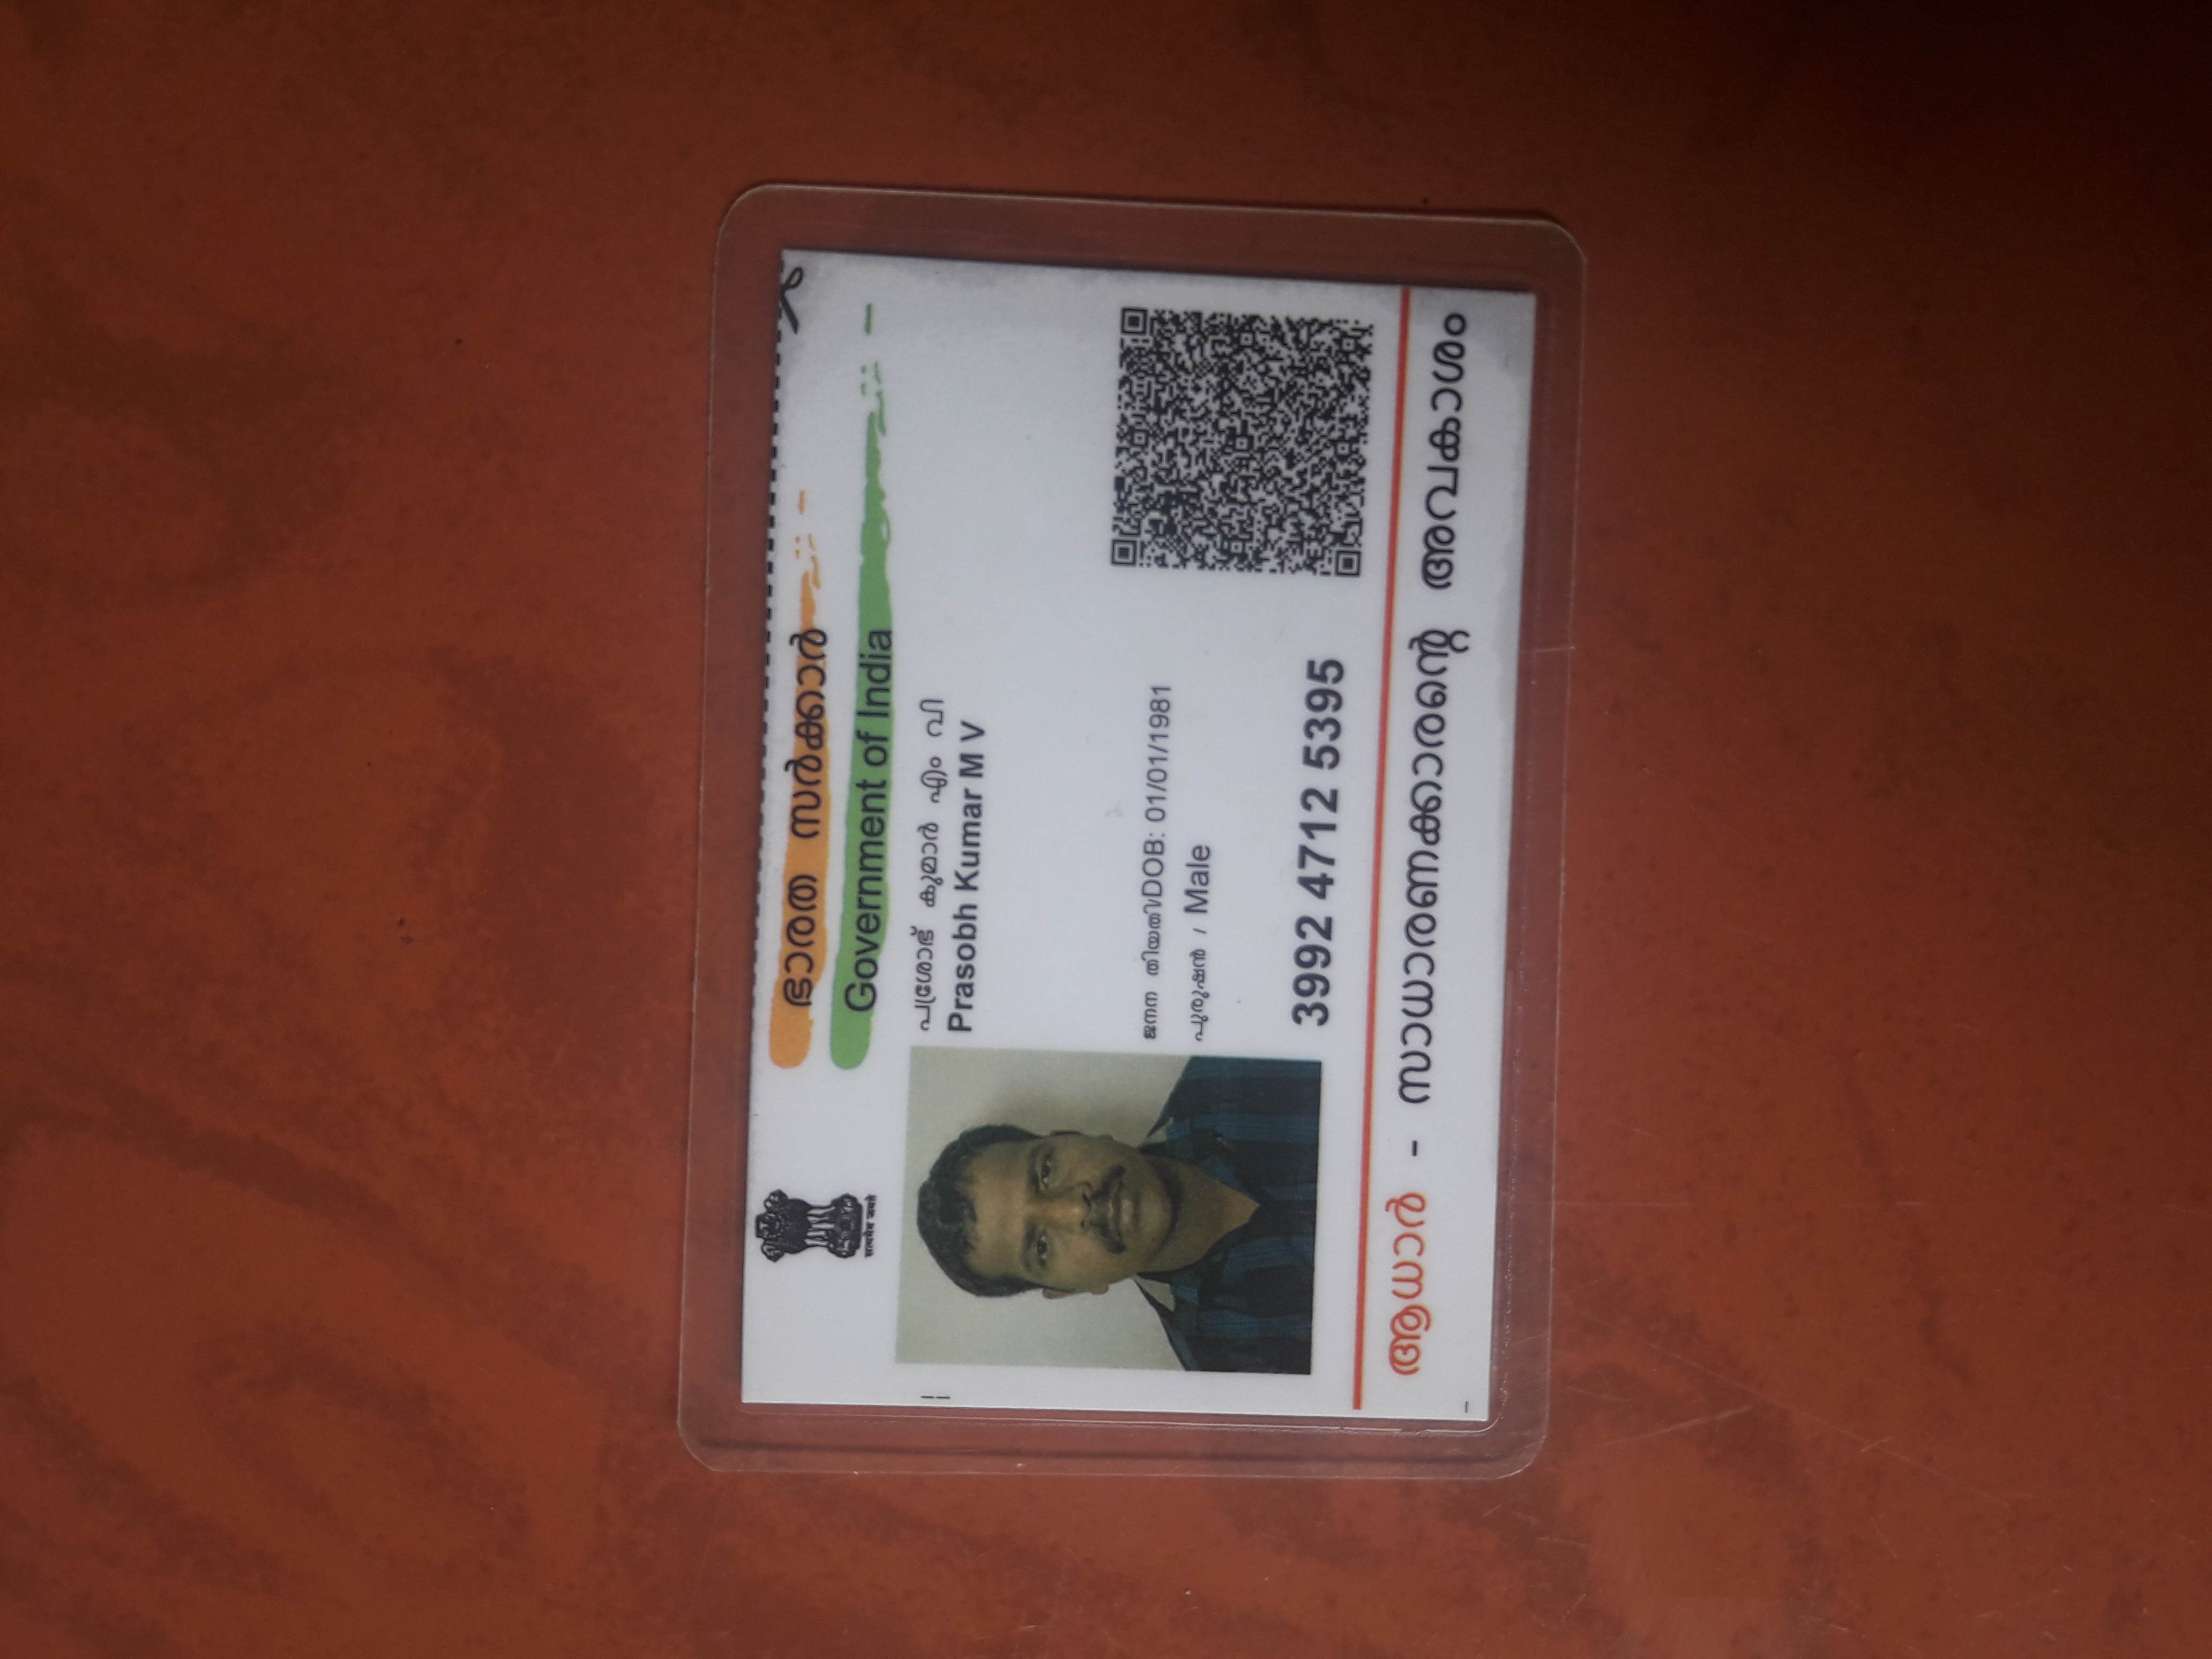 ഭാരത സർക്കാർ
Government of India
सत्यमेव जयते
പ്രശോഭ് കുമാർ എം വി
Prasobh Kumar M V
ജനന തിയതി/DOB: 01/01/1981
പുരുഷൻ / Male
3992 4712 5395
ആധാർ - സാധാരണക്കാരന്റെ അവകാശം